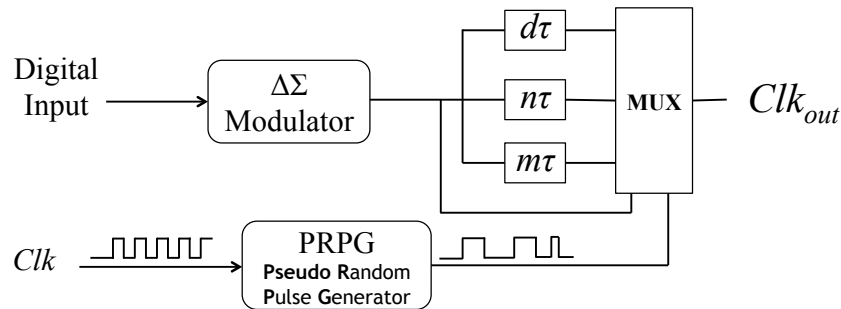 Digital
Input
ΔΣ
Modulator
dτ
nτ
mτ
MUX
Clk_out
Clk
PRPG
Pseudo Random
Pulse Generator